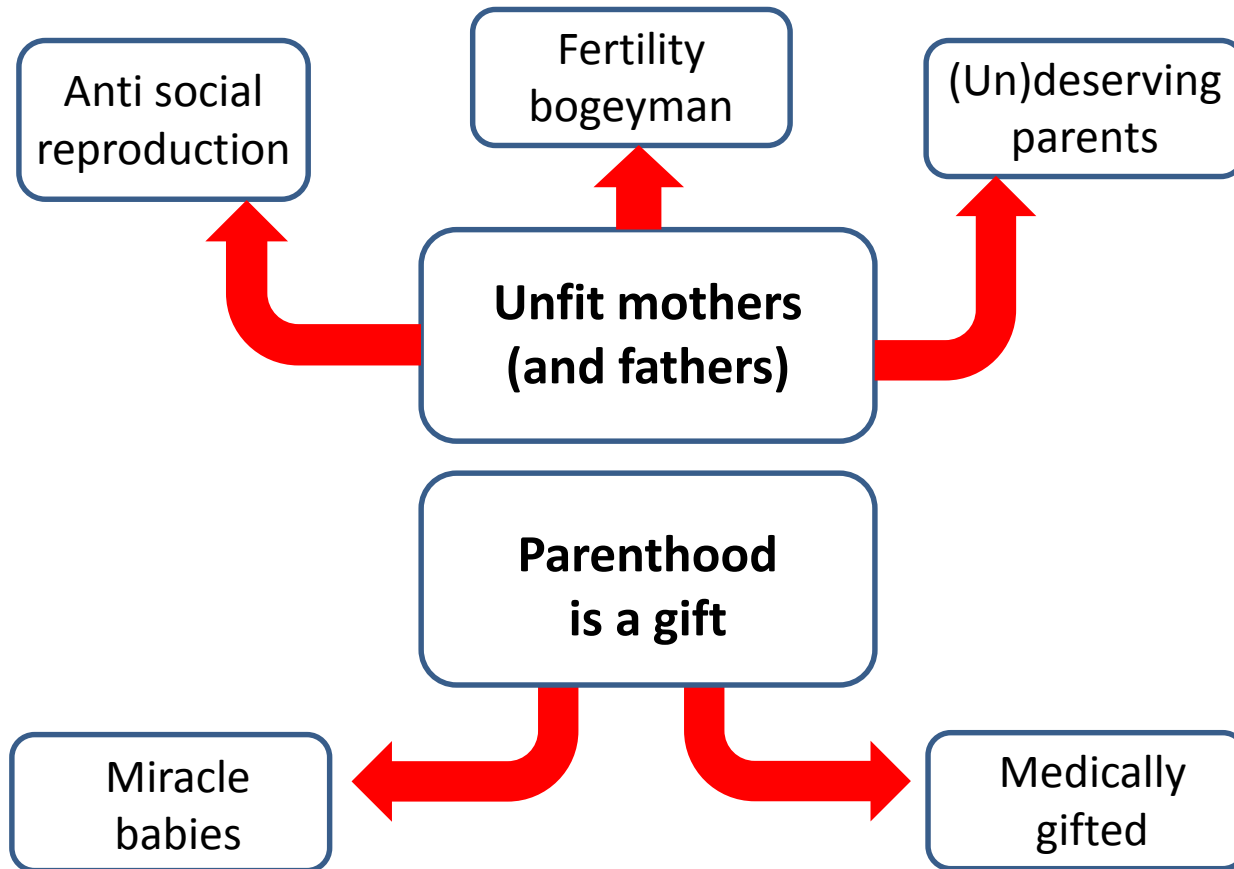 Anti social
reproduction
Fertility
bogeyman
(Un)deserving
parents
Unfit mothers
(and fathers)
Parenthood
is a gift
Miracle
babies
Medically
gifted